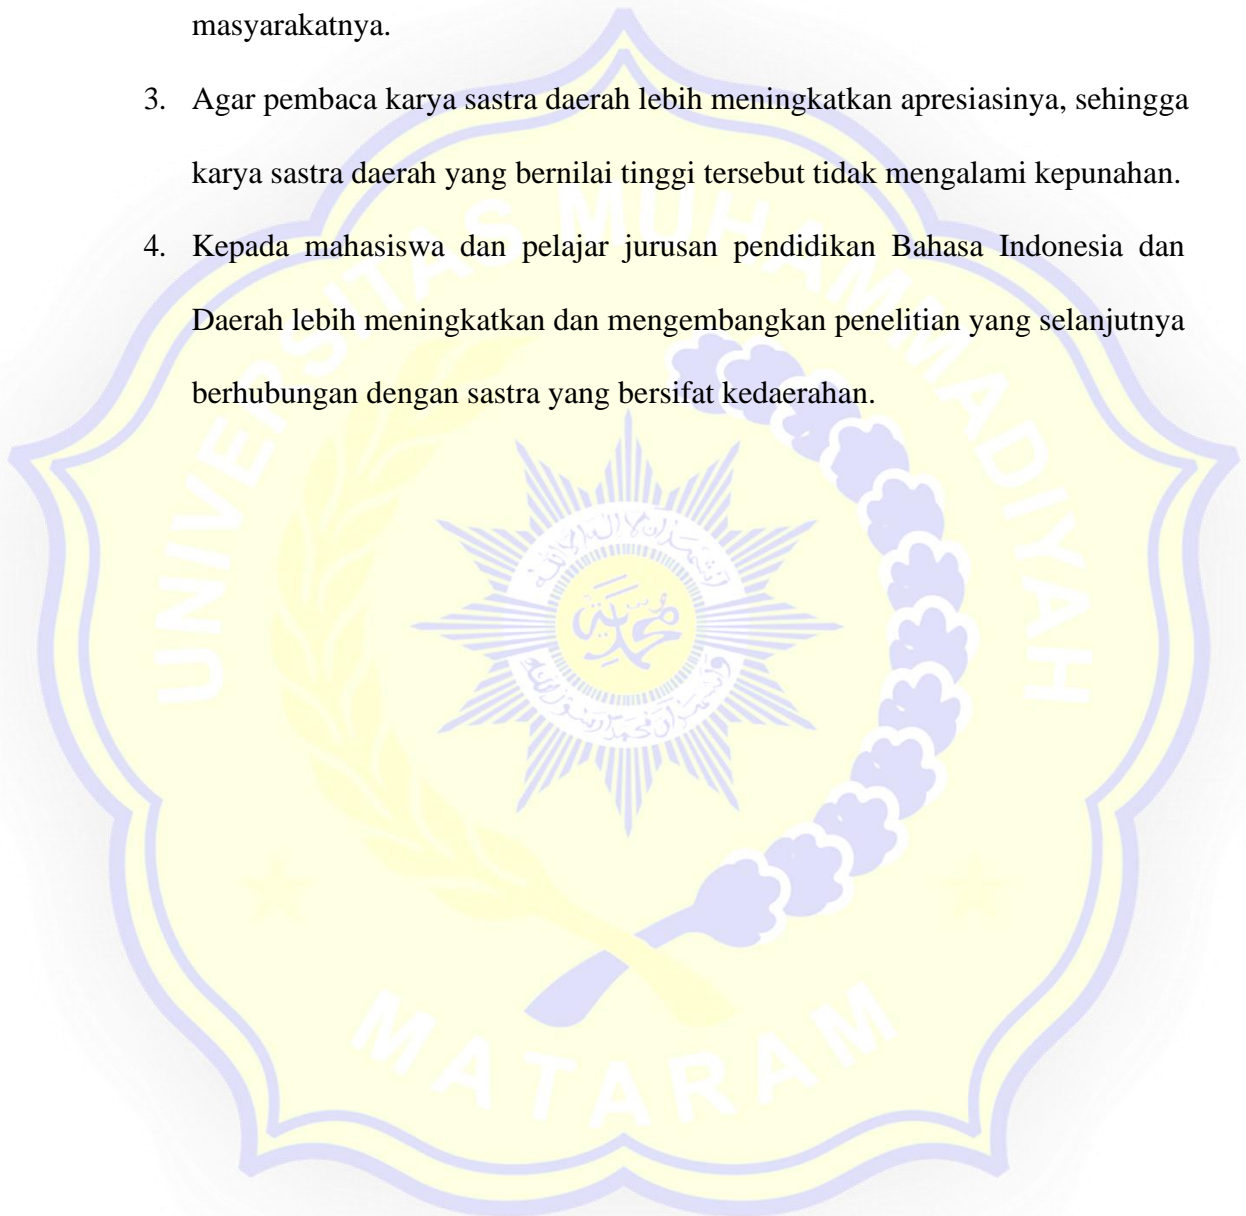 masyarakatnya.
3. Agar pembaca karya sastra daerah lebih meningkatkan apresiasinya, sehingga
karya sastra daerah yang bernilai tinggi tersebut tidak mengalami kepunahan.
4. Kepada mahasiswa dan pelajar jurusan pendidikan Bahasa Indonesia dan
Daerah lebih meningkatkan dan mengembangkan penelitian yang selanjutnya
berhubungan dengan sastra yang bersifat kedaerahan.
UNIVERSITAS MUHAMMADIYAH
MATARAM